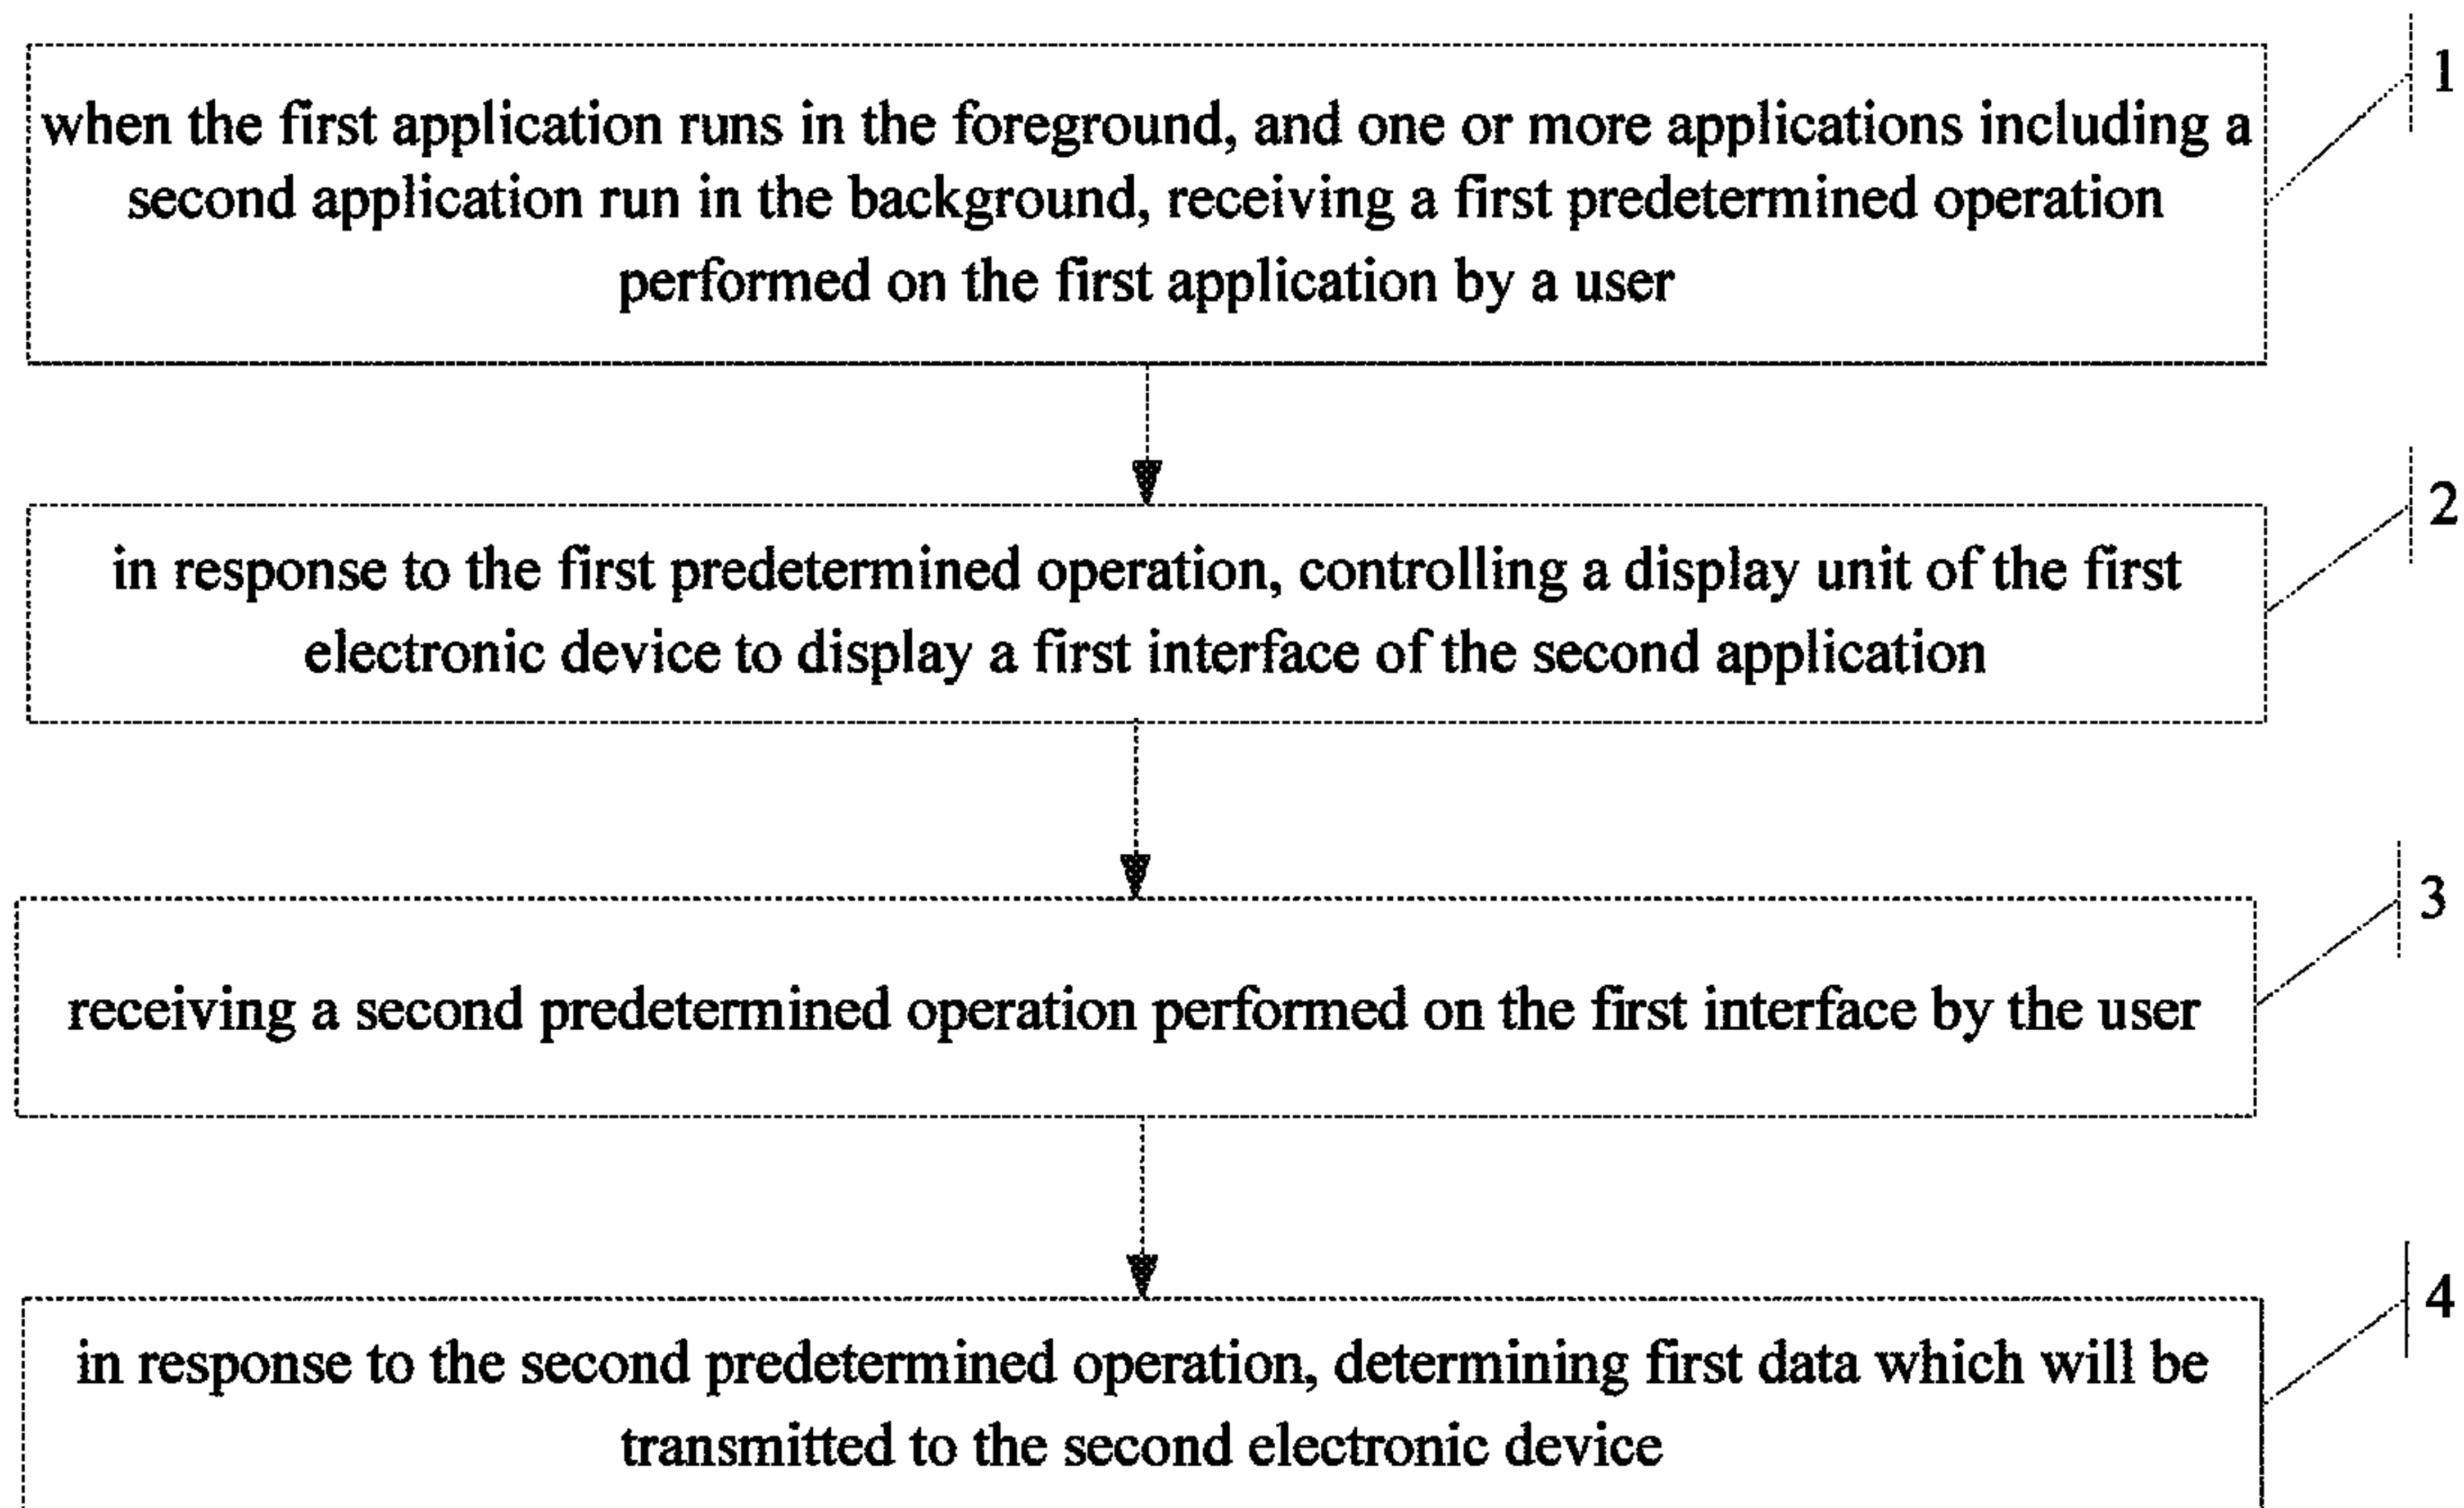 1
when the first application runs in the foreground, and one or more applications including a
second application run in the background, receiving a first predetermined operation
performed on the first application by a user
2
in response to the first predetermined operation, controlling a display unit of the first
electronic device to display a first interface of the second application
3
receiving a second predetermined operation performed on the first interface by the user
4
in response to the second predetermined operation, determining first data which will be
transmitted to the second electronic device